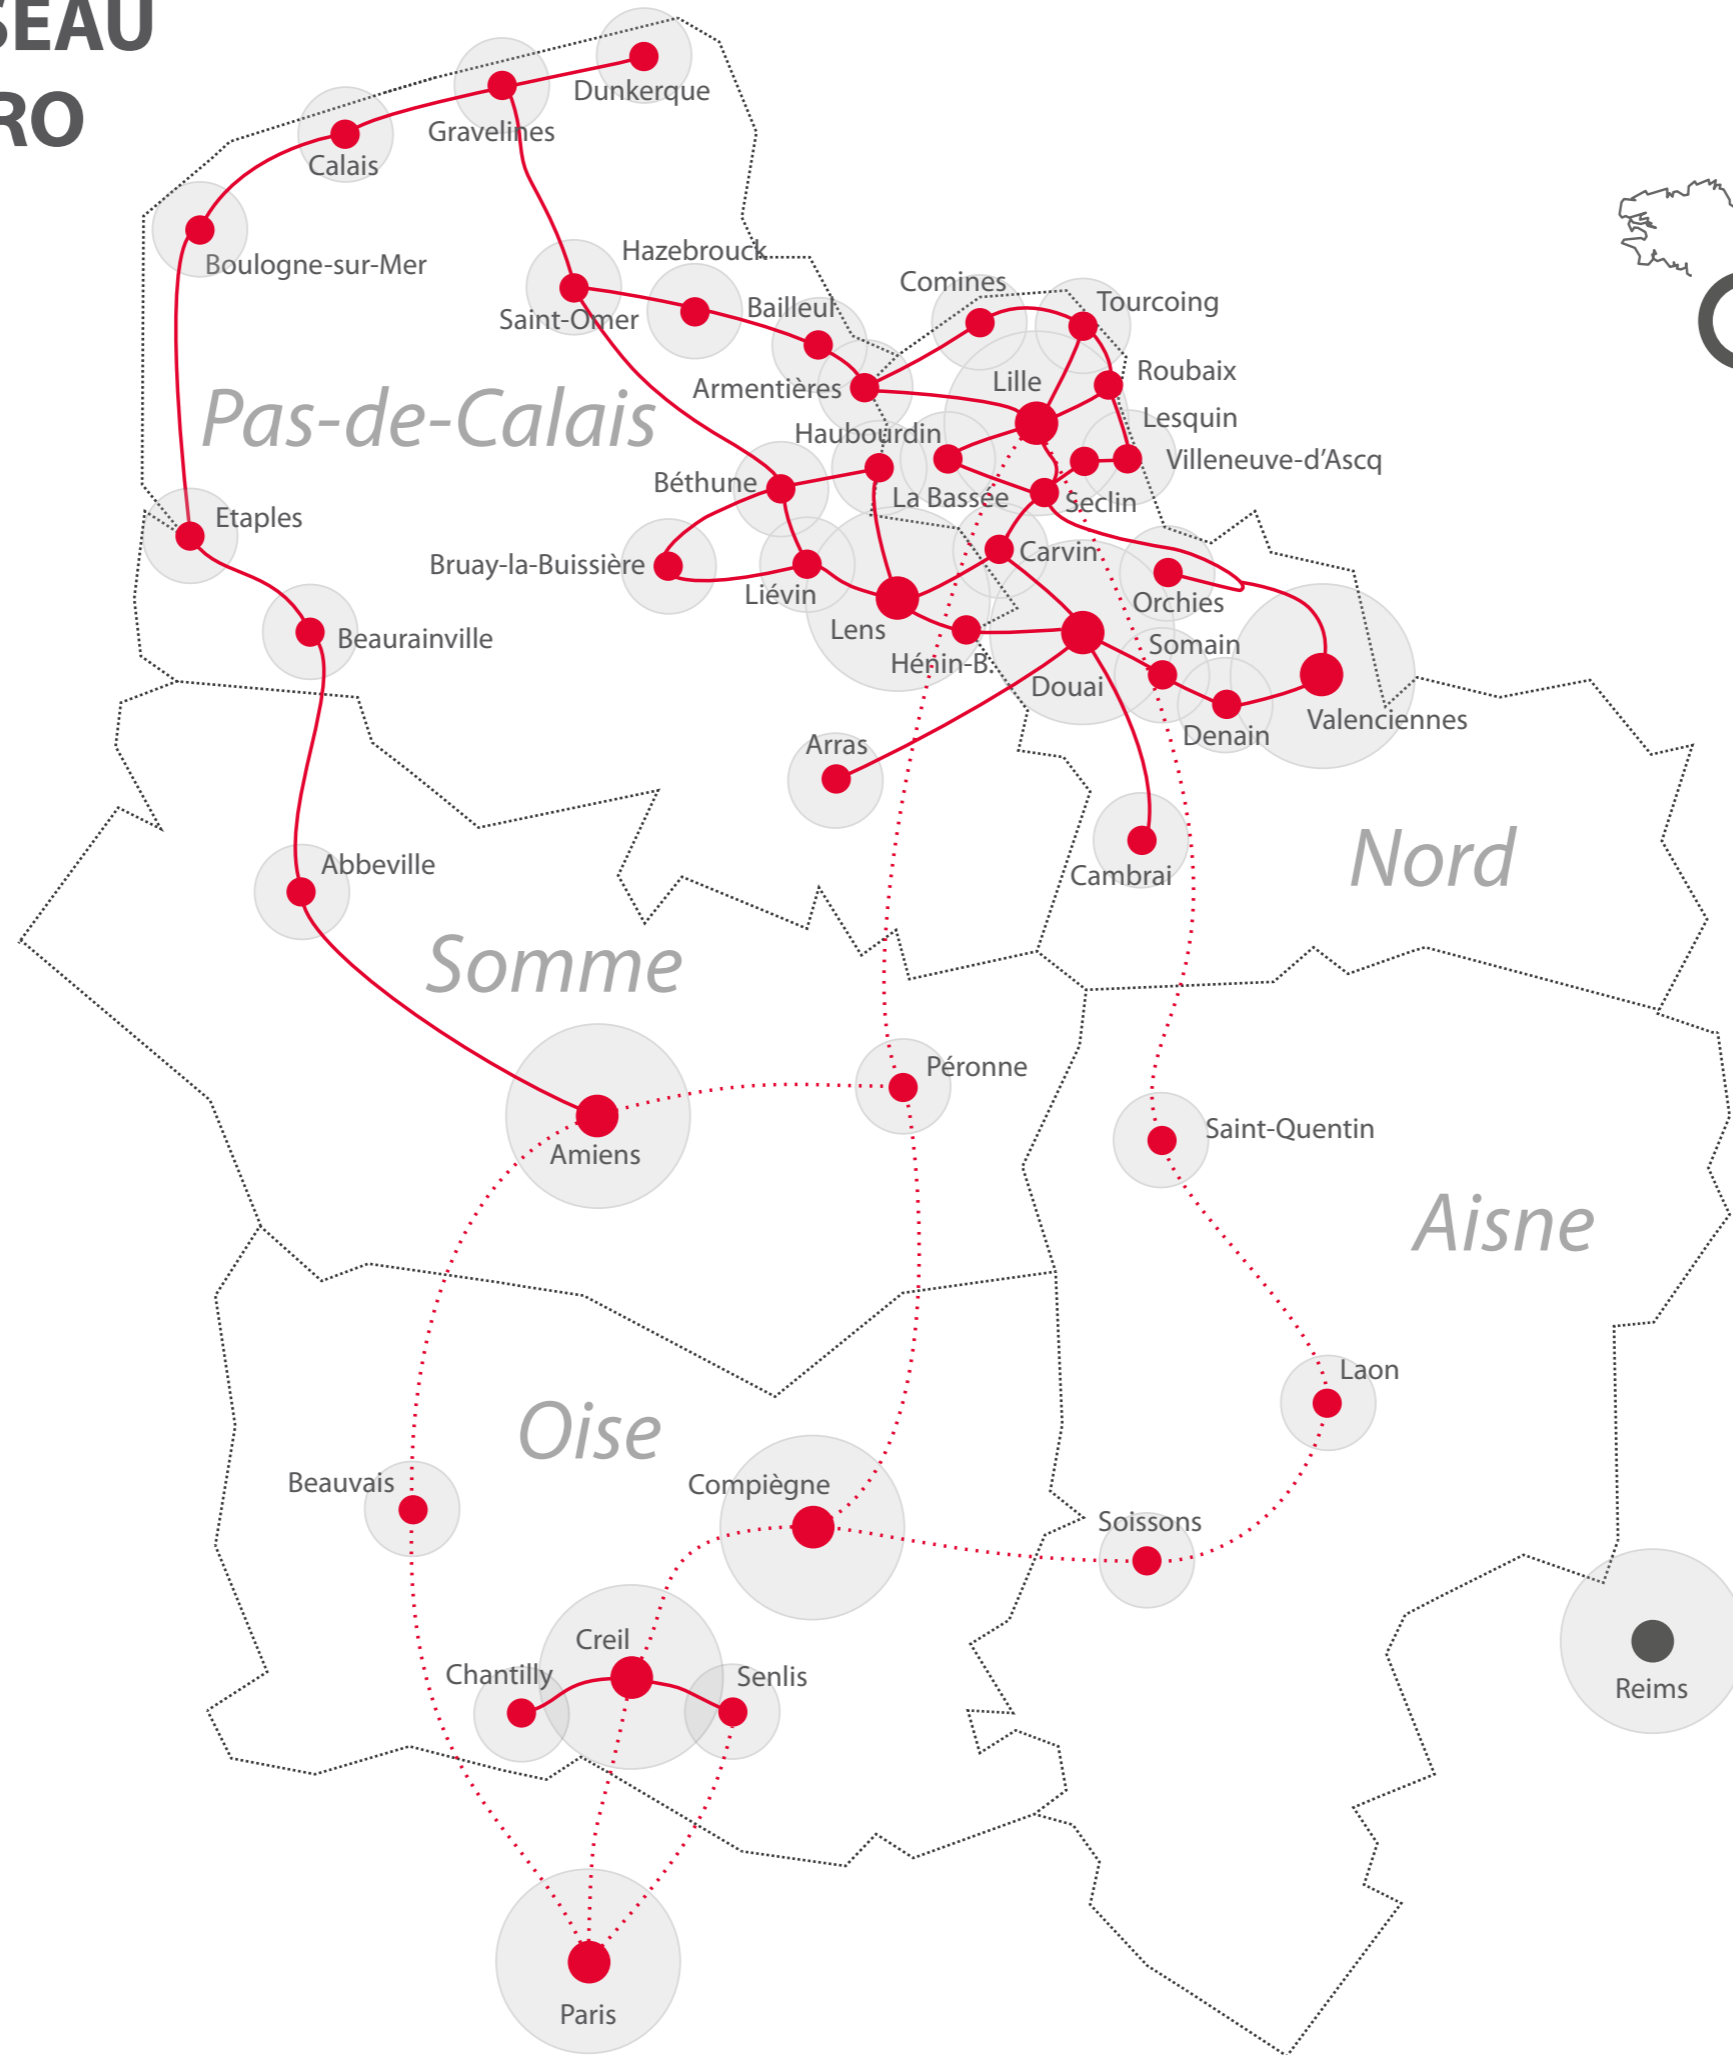 SEAU
RO
Dunkerque
Gravelines
Calais
Boulogne-sur-Mer
Hazebrouck
Saint-Omer
Bailleul
Comines
Tourcoing
Armentières
Lille
Roubaix
Pas-de-Calais
Haubourdin
Lesquin
Villeneuve-d’Ascq
Béthune
La Bassée
Seclin
Etaples
Carvin
Bruay-la-Buissière
Liévin
Orchies
Lens
Beaurainville
Hénin-B.
Somain
Douai
Valenciennes
Denain
Arras
Abbeville
Cambrai
Nord
Somme
Péronne
Amiens
Saint-Quentin
Aisne
Laon
Oise
Beauvais
Compiègne
Soissons
Creil
Chantilly
Senlis
Reims
Paris